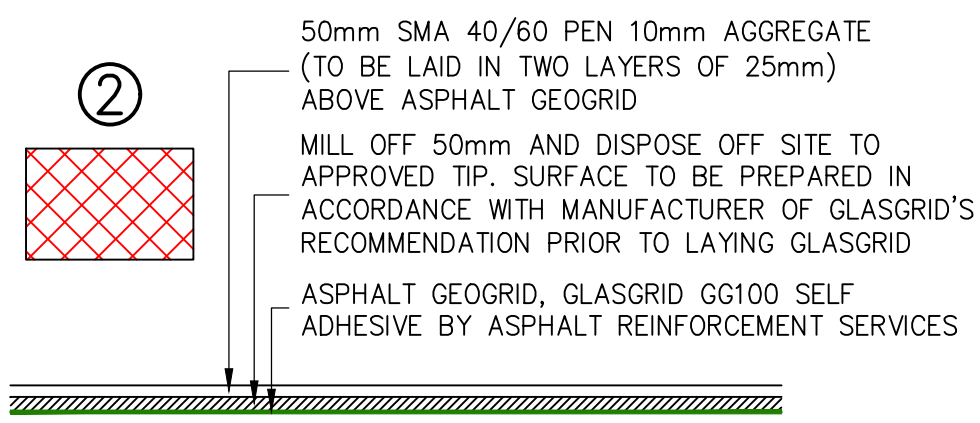 50mm SMA 40/60 PEN 10mm AGGREGATE
(TO BE LAID IN TWO LAYERS OF 25mm)
ABOVE ASPHALT GEOGRID
2
MILL OFF 50mm AND DISPOSE OFF SITE TO
APPROVED TIP. SURFACE TO BE PREPARED IN
ACCORDANCE WITH MANUFACTURER OF GLASGRID'S
RECOMMENDATION PRIOR TO LAYING GLASGRID
ASPHALT GEOGRID, GLASGRID GG100 SELF
ADHESIVE BY ASPHALT REINFORCEMENT SERVICES